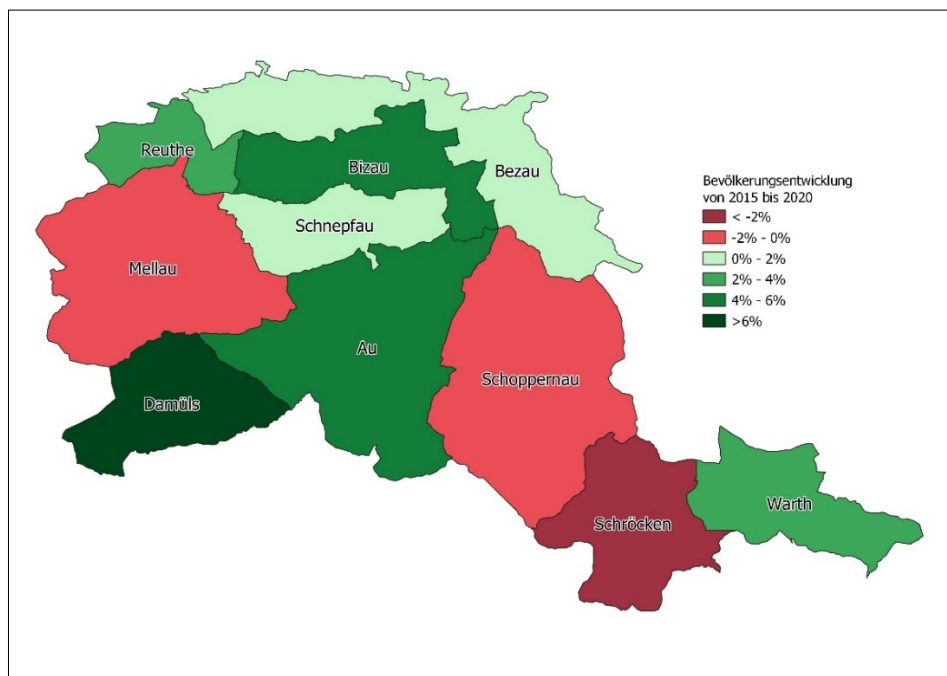 Reuthe
Bizau
Bezau
Schnepfau
Mellau
Au
Schoppernau
Damüls
Schröcken
Warth
Bevölkerungsentwicklung
von 2015 bis 2020
< -2%
-2% - 0%
0% - 2%
2% - 4%
4% - 6%
>6%